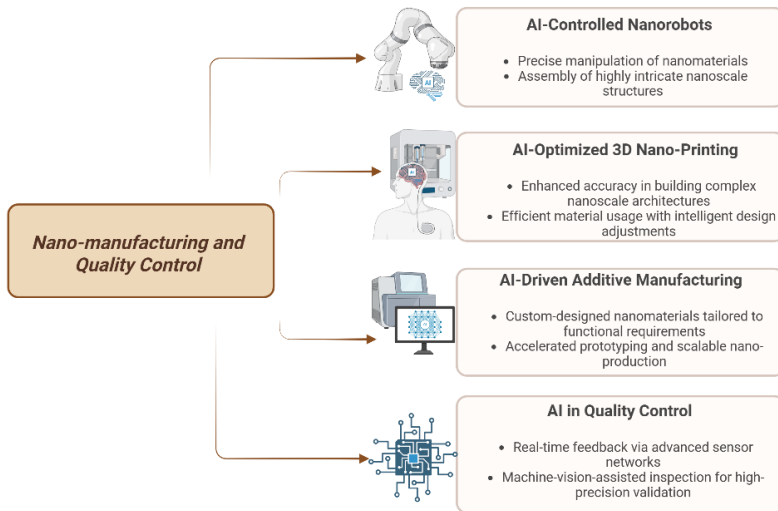 AI-Controlled Nanorobots
• Precise manipulation of nanomaterials
• Assembly of highly intricate nanoscale
structures
AI
AI-Optimized 3D Nano-Printing
• Enhanced accuracy in building complex
nanoscale architectures
• Efficient material usage with intelligent design
adjustments
AI
Nano-manufacturing and
Quality Control
AI-Driven Additive Manufacturing
• Custom-designed nanomaterials tailored to
functional requirements
• Accelerated prototyping and scalable nano-
production
AI in Quality Control
• Real-time feedback via advanced sensor
networks
• Machine-vision-assisted inspection for high-
precision validation